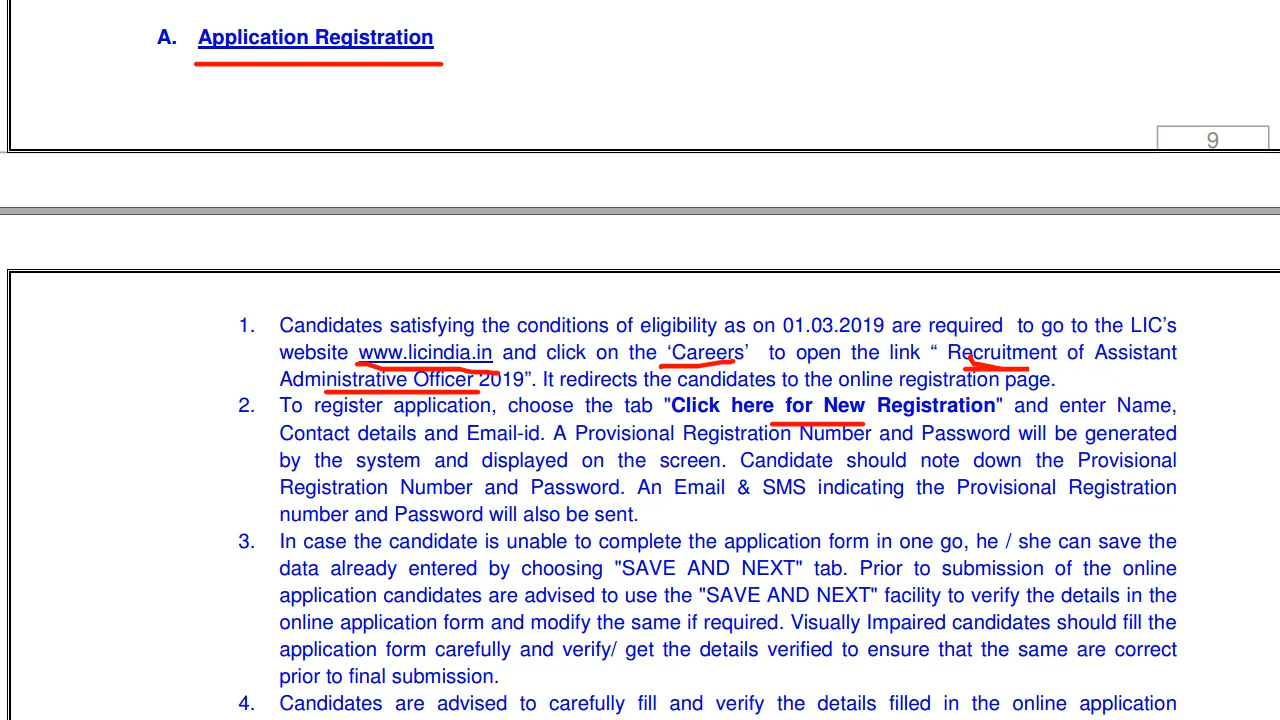 A. Application Registration
9
1. Candidates satisfying the conditions of eligibility as on 01.03.2019 are required to go to the LIC’s
website www.licindia.in and click on the ‘Careers’ to open the link “ Recruitment of Assistant
Administrative Officer 2019”. It redirects the candidates to the online registration page.
2. To register application, choose the tab "Click here for New Registration" and enter Name,
Contact details and Email-id. A Provisional Registration Number and Password will be generated
by the system and displayed on the screen. Candidate should note down the Provisional
Registration Number and Password. An Email & SMS indicating the Provisional Registration
number and Password will also be sent.
3. In case the candidate is unable to complete the application form in one go, he / she can save the
data already entered by choosing "SAVE AND NEXT" tab. Prior to submission of the online
application candidates are advised to use the "SAVE AND NEXT" facility to verify the details in the
online application form and modify the same if required. Visually Impaired candidates should fill the
application form carefully and verify/ get the details verified to ensure that the same are correct
prior to final submission.
4. Candidates are advised to carefully fill and verify the details filled in the online application